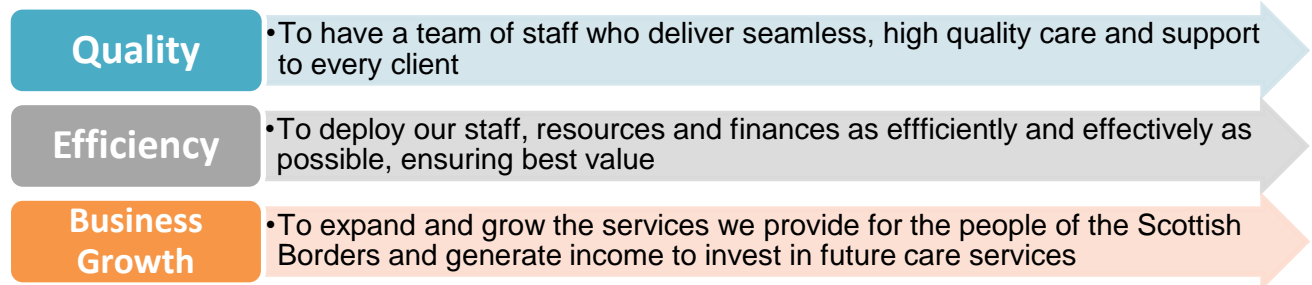 Quality
•To have a team of staff who deliver seamless, high quality care and support
to every client
Efficiency
•To deploy our staff, resources and finances as effficiently and effectively as
possible, ensuring best value
Business
Growth
•To expand and grow the services we provide for the people of the Scottish
Borders and generate income to invest in future care services